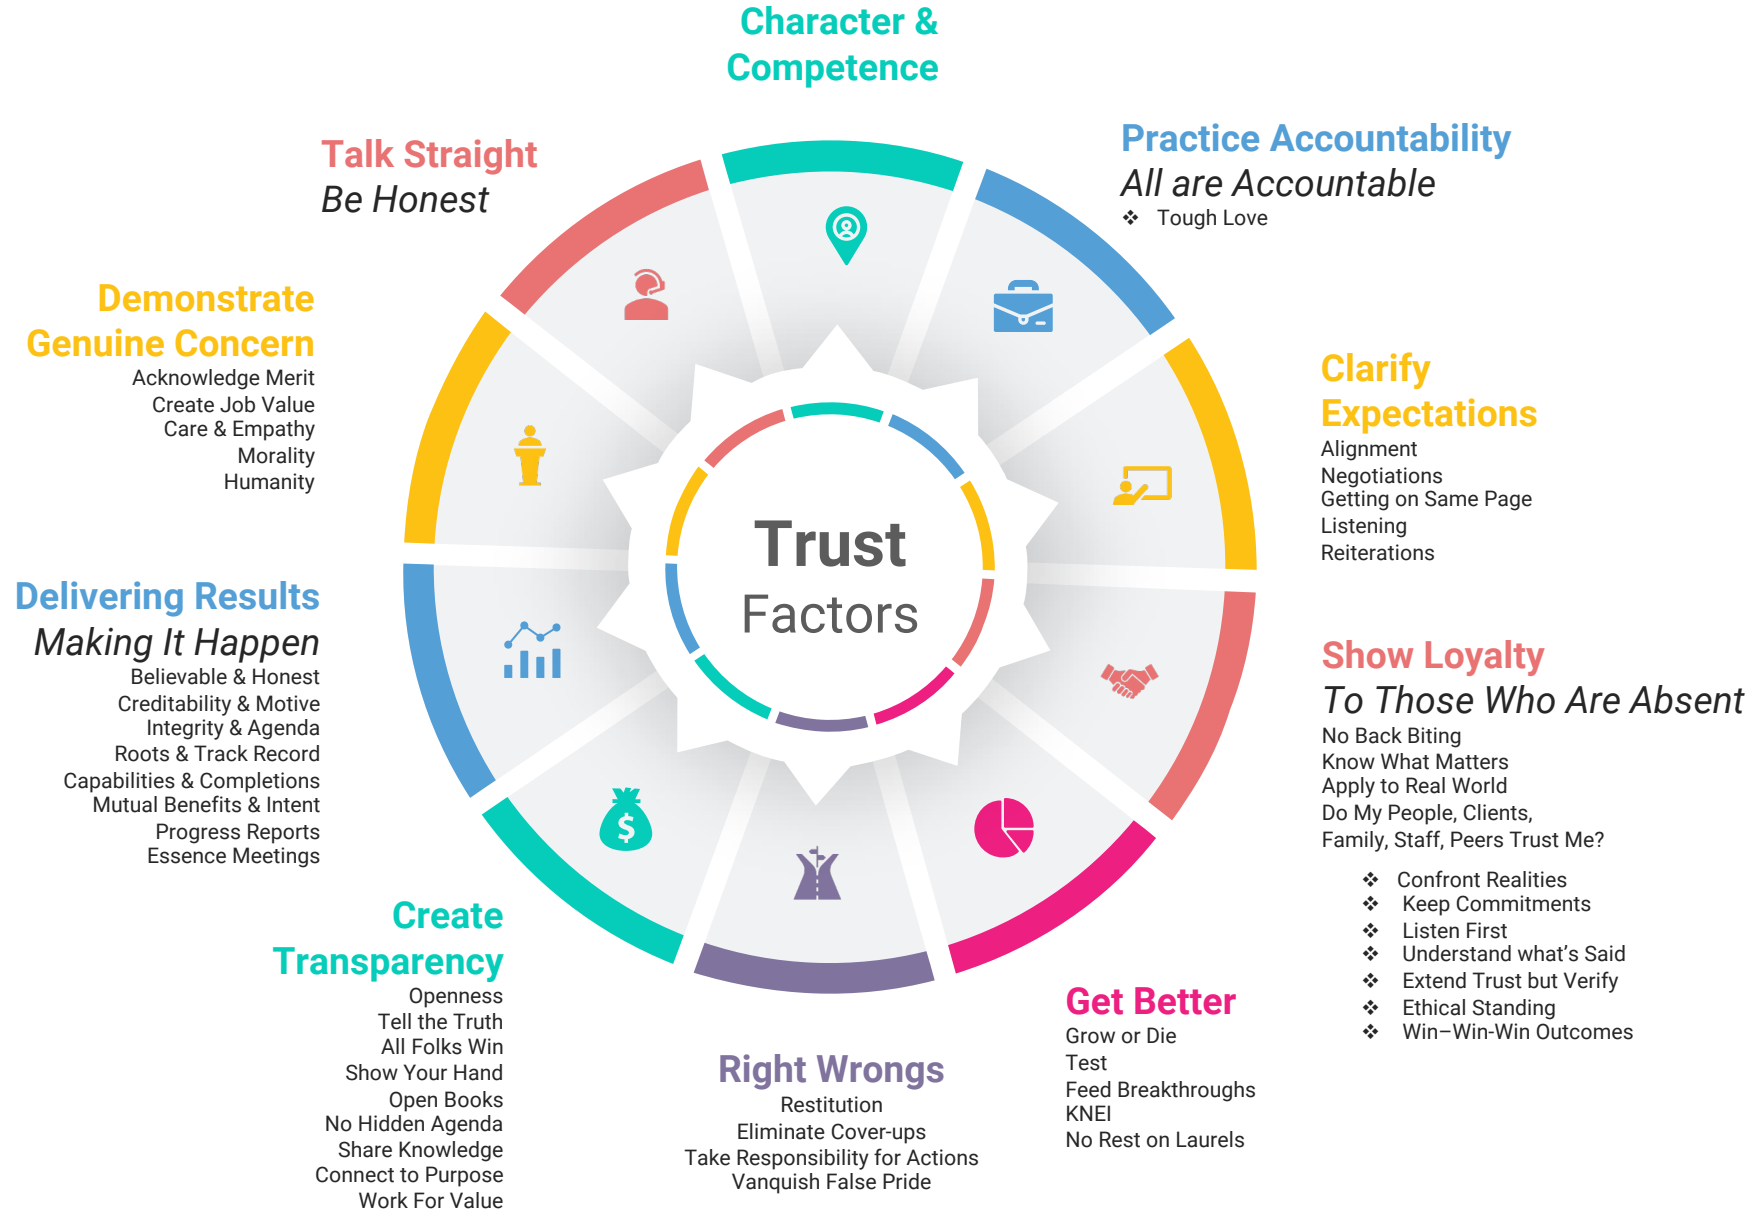 Character &
Competence
Practice Accountability
All are Accountable
❖ Tough Love
Clarify
Expectations
Alignment
Negotiations
Getting on Same Page
Listening
Reiterations
Show Loyalty
To Those Who Are Absent
No Back Biting
Know What Matters
Apply to Real World
Do My People, Clients,
Family, Staff, Peers Trust Me?
❖ Confront Realities
❖ Keep Commitments
❖ Listen First
❖ Understand what’s Said
❖ Extend Trust but Verify
❖ Ethical Standing
❖ Win–Win-Win Outcomes
Get Better
Grow or Die
Test
Feed Breakthroughs
KNEI
No Rest on Laurels
Right Wrongs
Restitution
Eliminate Cover-ups
Take Responsibility for Actions
Vanquish False Pride
Create
Transparency
Openness
Tell the Truth
All Folks Win
Show Your Hand
Open Books
No Hidden Agenda
Share Knowledge
Connect to Purpose
Work For Value
Delivering Results
Making It Happen
Believable & Honest
Creditability & Motive
Integrity & Agenda
Roots & Track Record
Capabilities & Completions
Mutual Benefits & Intent
Progress Reports
Essence Meetings
Demonstrate
Genuine Concern
Acknowledge Merit
Create Job Value
Care & Empathy
Morality
Humanity
Talk Straight
Be Honest
Trust
Factors
$